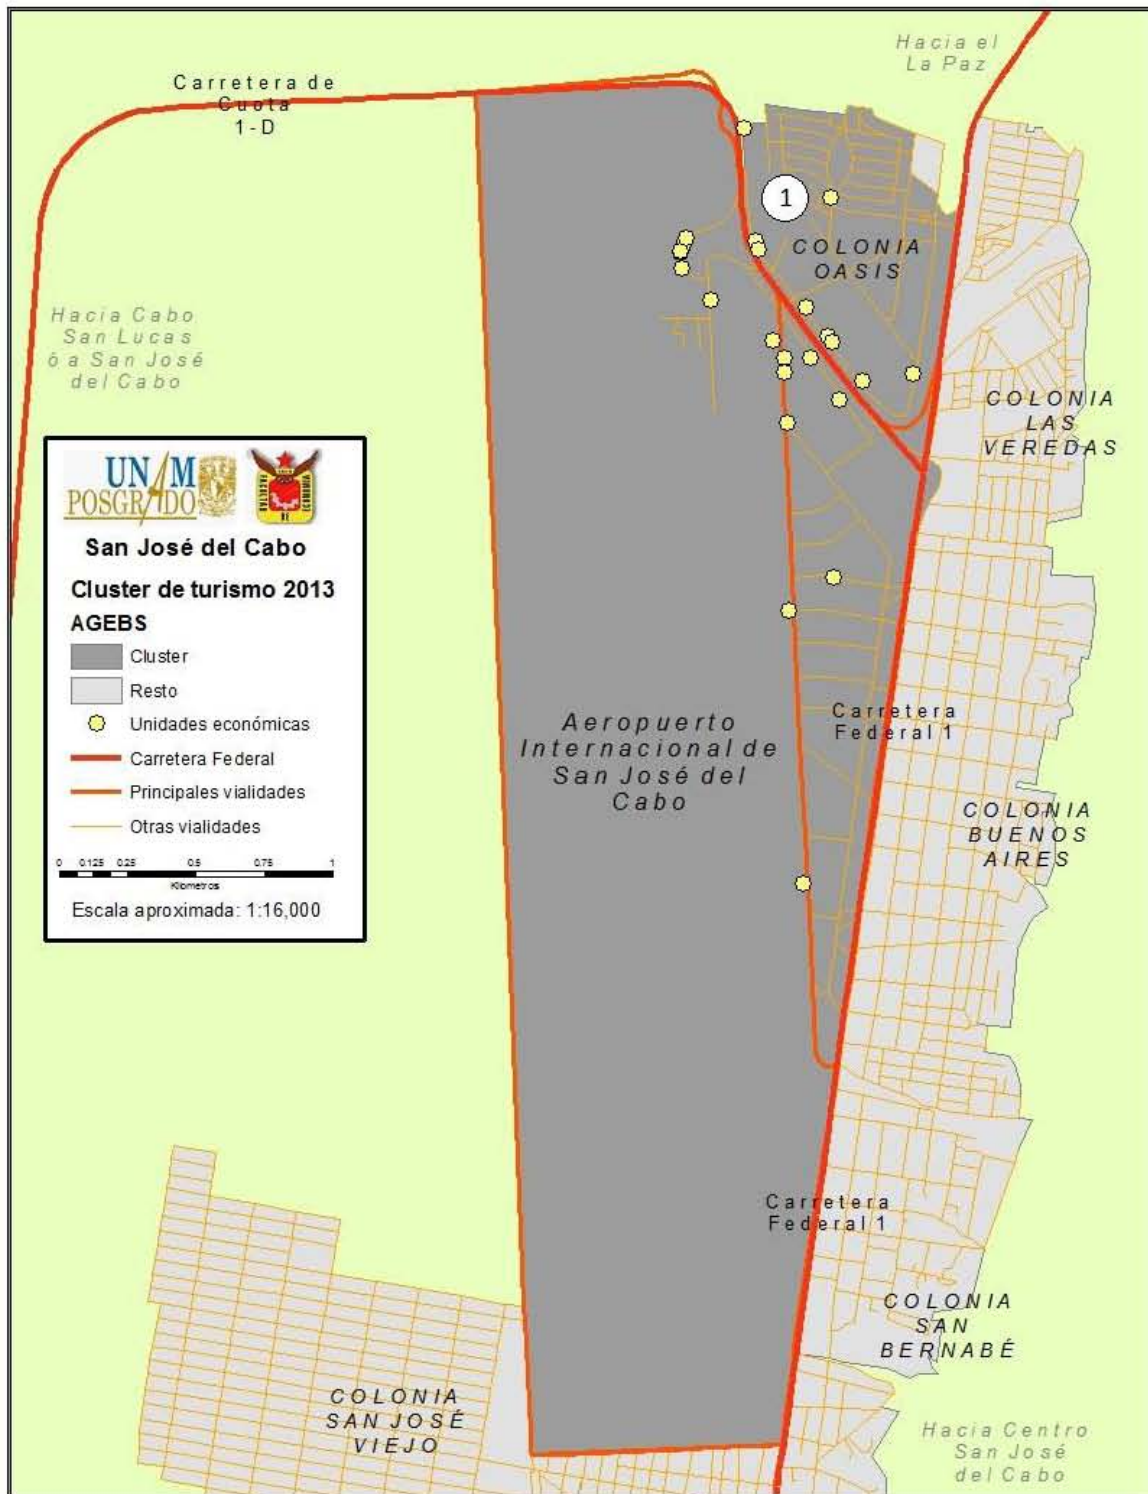 Hacia el
La Paz
Carretera de
Cuota
1-D
1
COLONIA
OASIS
Hacia Cabo
San Lucas
ó a San José
del Cabo
COLONIA
LAS
VEREDAS
UNAM
POSGRADO
FACULTAD
DE
ECONOMIA
San José del Cabo
Cluster de turismo 2013
AGEBS
Cluster
Resto
Unidades económicas
Carretera Federal
Principales vialidades
Otras vialidades
0 0.125 0.25 0.5 0.75 1
Kilometros
Escala aproximada: 1:16,000
Aeropuerto
Internacional de
San José del
Cabo
Carretera
Federal 1
COLONIA
BUENOS
AIRES
Carretera
Federal 1
COLONIA
SAN
BERNABÉ
COLONIA
SAN JOSÉ
VIEJO
Hacia Centro
San José
del Cabo